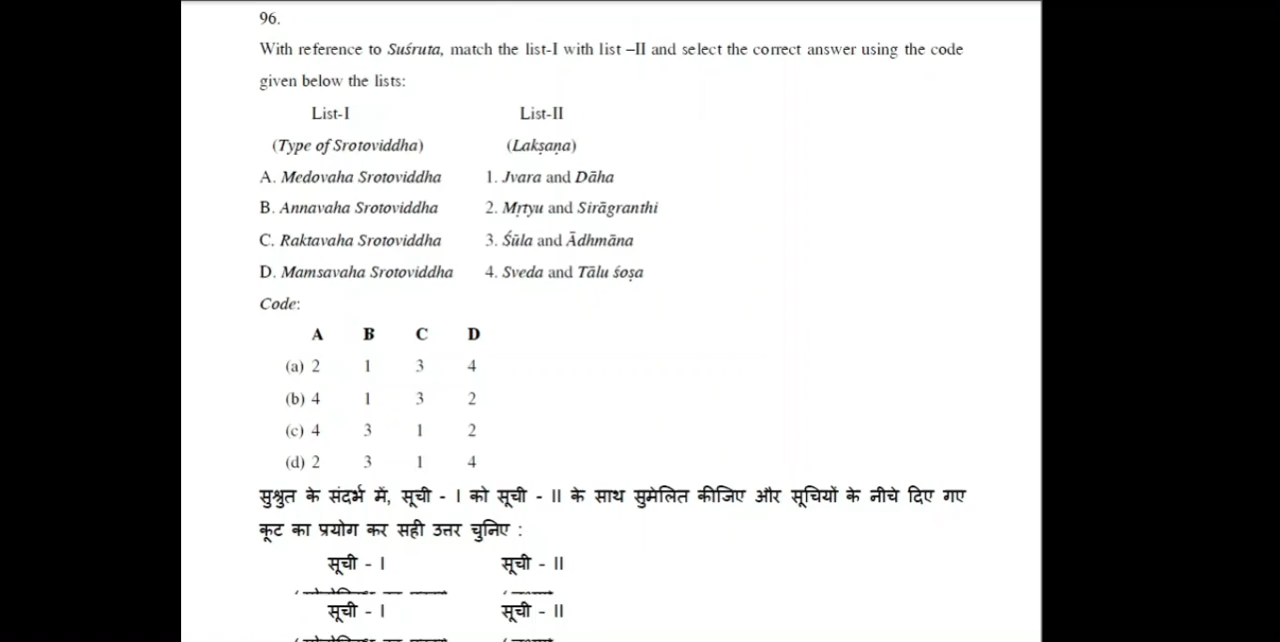 96.
With reference to Suśruta, match the list-I with list –II and select the correct answer using the code
given below the lists:
List-I List-II
(Type of Srotoviddha) (Lakṣaṇa)
A. Medovaha Srotoviddha 1. Jvara and Dāha
B. Annavaha Srotoviddha 2. Mṛtyu and Sirāgranthi
C. Raktavaha Srotoviddha 3. Śūla and Ādhmāna
D. Mamsavaha Srotoviddha 4. Sveda and Tālu śoṣa
Code:
A B C D
(a) 2 1 3 4
(b) 4 1 3 2
(c) 4 3 1 2
(d) 2 3 1 4
सुश्रुत के संदर्भ में, सूची - I को सूची - II के साथ सुमेलित कीजिए और सूचियों के नीचे दिए गए
कूट का प्रयोग कर सही उत्तर चुनिए :
सूची - I सूची - II
सूची - I सूची - II